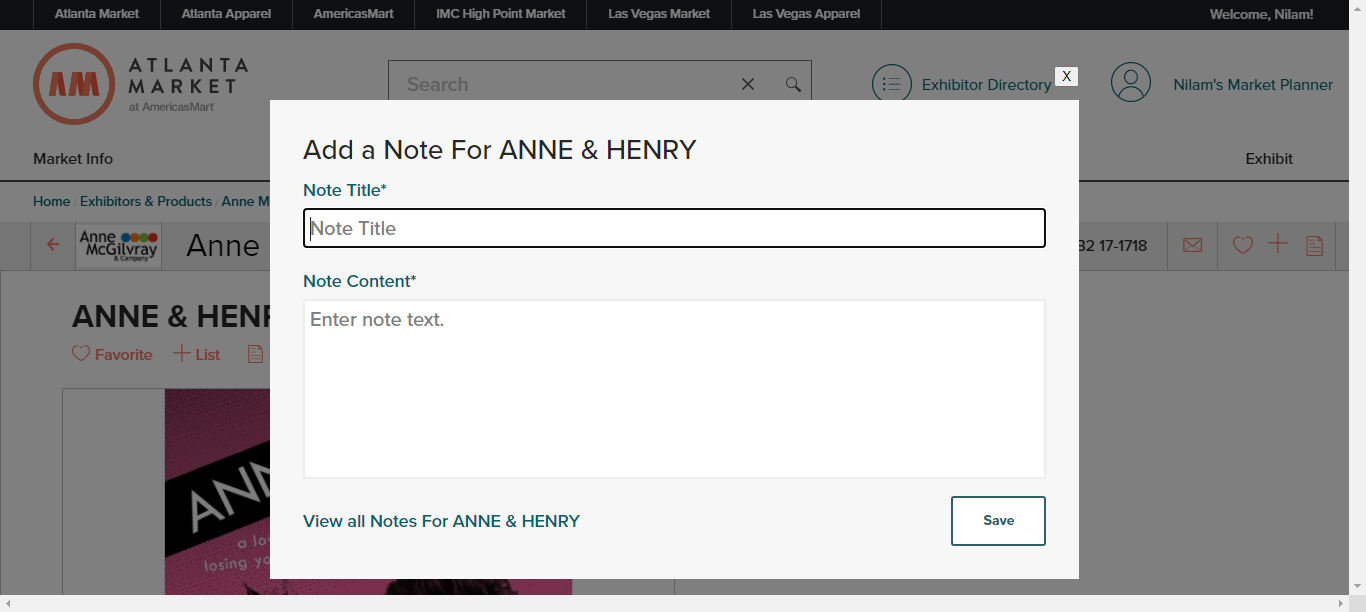 Atlanta Market
Atlanta Apparel
AmericasMart
IMC High Point Market
Las Vegas Market
Las Vegas Apparel
Welcome, Nilam!
AM
ATLANTA
MARKET
at AmericasMart
Search
Exhibitor Directory
X
Nilam's Market Planner
Market Info
Exhibit
Home / Exhibitors & Products / Anne M
Anne
McGilvray
& Company
Anne
82 17-1718
ANNE & HENR
Favorite
List
Add a Note For ANNE & HENRY
Note Title*
Note Title
Note Content*
Enter note text.
View all Notes For ANNE & HENRY
Save
ANN
a lo
losing yo